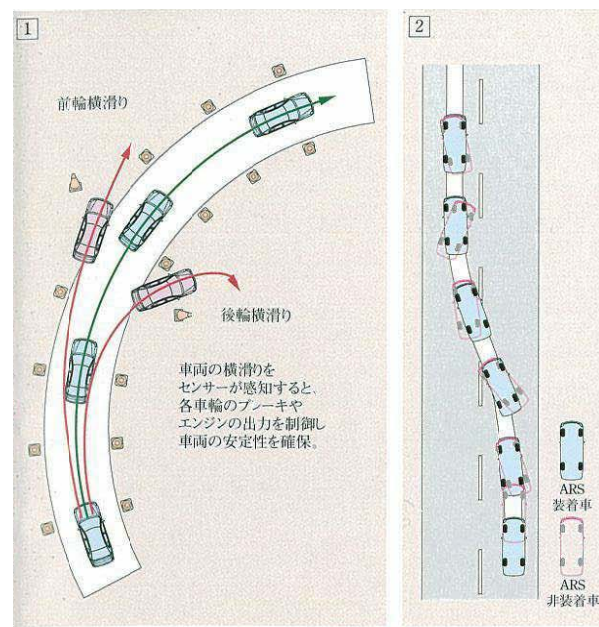 1
前輪横滑り
後輪横滑り
車両の横滑りを
センサーが感知すると、
各車輪のブレーキや
エンジンの出力を制御し
車両の安定性を確保。
2
ARS
装着車
ARS
非装着車